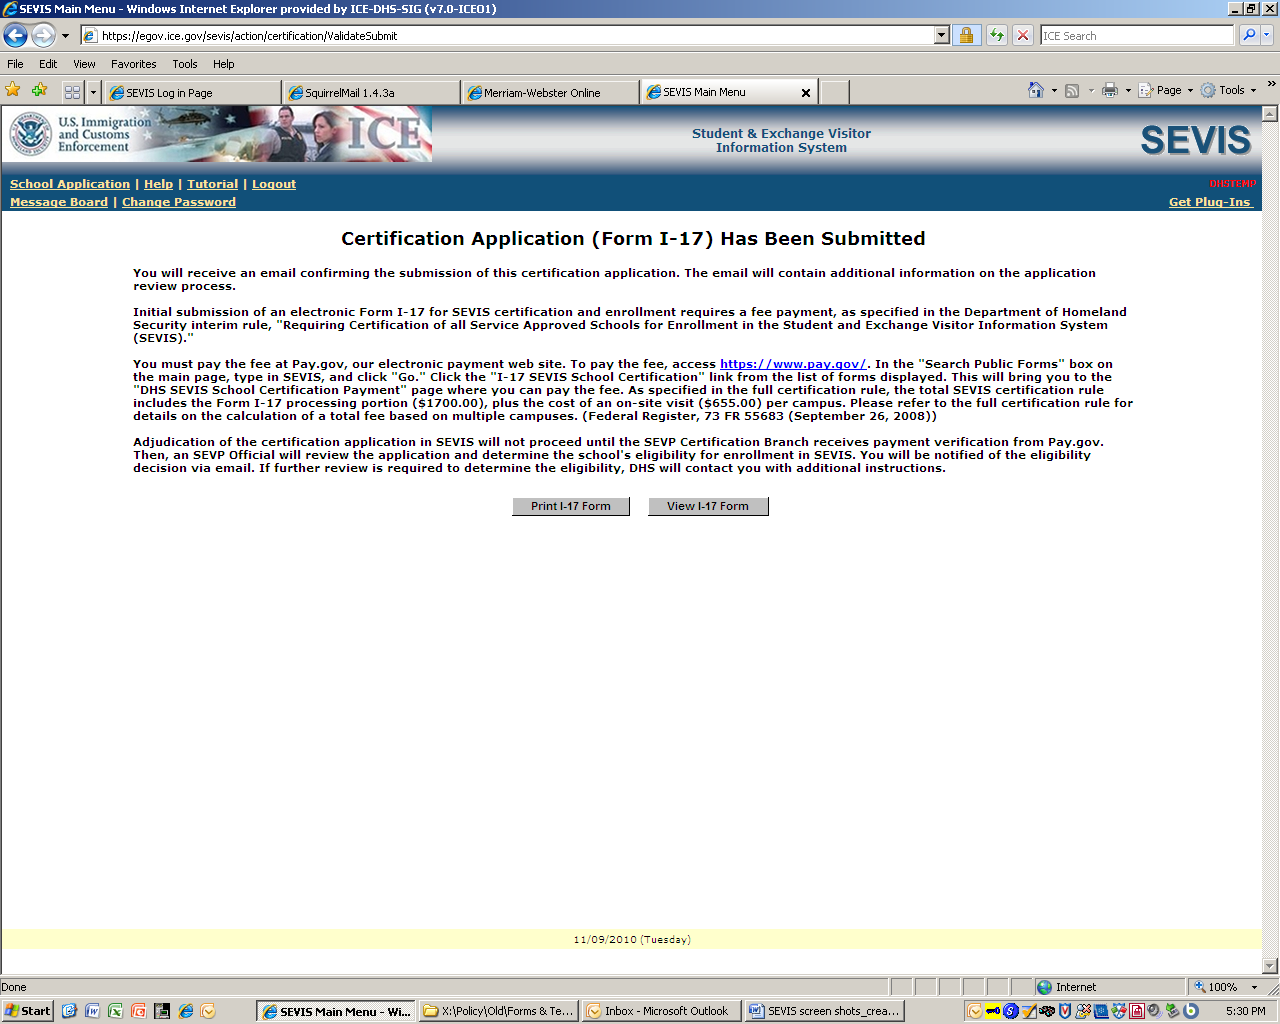 SEVIS Main Menu - Windows Internet Explorer provided by ICE-DHS-SIG (v7.0-ICE01)
https://egov.ice.gov/sevis/action/certification/ValidateSubmit
ICE Search
File Edit View Favorites Tools Help
SEVIS Log in Page
SquirrelMail 1.4.3a
Merriam-Webster Online
SEVIS Main Menu
Page
Tools
U.S. Immigration
and Customs
Enforcement
ICE
Student & Exchange Visitor
Information System
SEVIS
School Application | Help | Tutorial | Logout
DHSTEMP
Message Board | Change Password
Get Plug-Ins
Certification Application (Form I-17) Has Been Submitted
You will receive an email confirming the submission of this certification application. The email will contain additional information on the application
review process.
Initial submission of an electronic Form I-17 for SEVIS certification and enrollment requires a fee payment, as specified in the Department of Homeland
Security interim rule, "Requiring Certification of all Service Approved Schools for Enrollment in the Student and Exchange Visitor Information System
(SEVIS)."
You must pay the fee at Pay.gov, our electronic payment web site. To pay the fee, access https://www.pay.gov/. In the "Search Public Forms" box on
the main page, type in SEVIS, and click "Go." Click the "I-17 SEVIS School Certification" link from the list of forms displayed. This will bring you to the
"DHS SEVIS School Certification Payment" page where you can pay the fee. As specified in the full certification rule, the total SEVIS certification rule
includes the Form I-17 processing portion ($1700.00), plus the cost of an on-site visit ($655.00) per campus. Please refer to the full certification rule for
details on the calculation of a total fee based on multiple campuses. (Federal Register, 73 FR 55683 (September 26, 2008))
Adjudication of the certification application in SEVIS will not proceed until the SEVP Certification Branch receives payment verification from Pay.gov.
Then, an SEVP Official will review the application and determine the school's eligibility for enrollment in SEVIS. You will be notified of the eligibility
decision via email. If further review is required to determine the eligibility, DHS will contact you with additional instructions.
Print I-17 Form
View I-17 Form
11/09/2010 (Tuesday)
Done
Internet
100%
Start
SEVIS Main Menu - Wi...
X:\Policy\Old\Forms & Te...
Inbox - Microsoft Outlook
SEVIS screen shots_crea...
5:30 PM